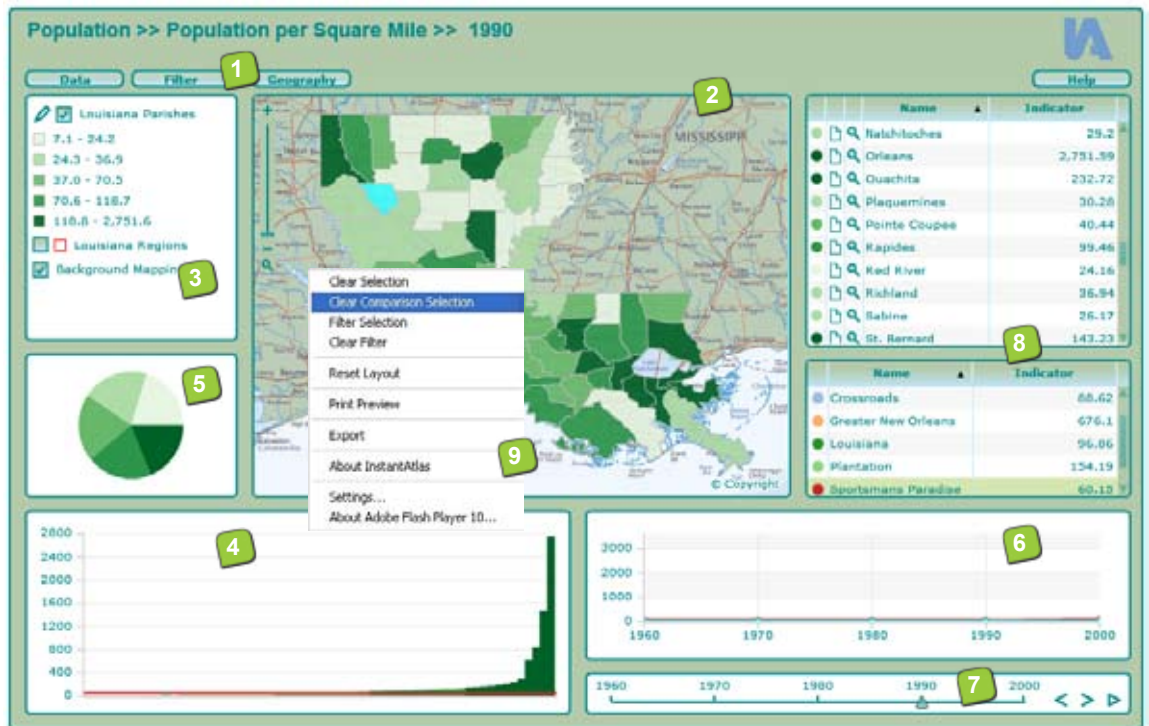 Population >> Population per Square Mile >> 1990
Data
Filter
1
Geography
Help
Louisiana Parishes
7.1 - 24.2
24.3 - 36.9
37.0 - 70.5
70.6 - 118.7
118.8 - 2,751.6
Louisiana Regions
Background Mapping
3
2
MISSISSIPPI
© Copyright
Clear Selection
Clear Comparison Selection
Filter Selection
Clear Filter
Reset Layout
Print Preview
Export
About InstantAtlas
Settings...
About Adobe Flash Player 10...
9
Name Indicator
Natchitoches 29.2
Orleans 2,751.59
Ouachita 232.72
Plaquemines 30.28
Pointe Coupee 40.44
Rapides 99.46
Red River 24.16
Richland 36.94
Sabine 26.17
St. Bernard 143.23
8
Name Indicator
Crossroads 88.62
Greater New Orleans 676.1
Louisiana 96.06
Plantation 154.19
Sportsmans Paradise 60.15
5
4
2800
2400
2000
1600
1200
800
400
0
6
3000
2000
1000
0
1960 1970 1980 1990 2000
1960 1970 1980 1990 2000
7